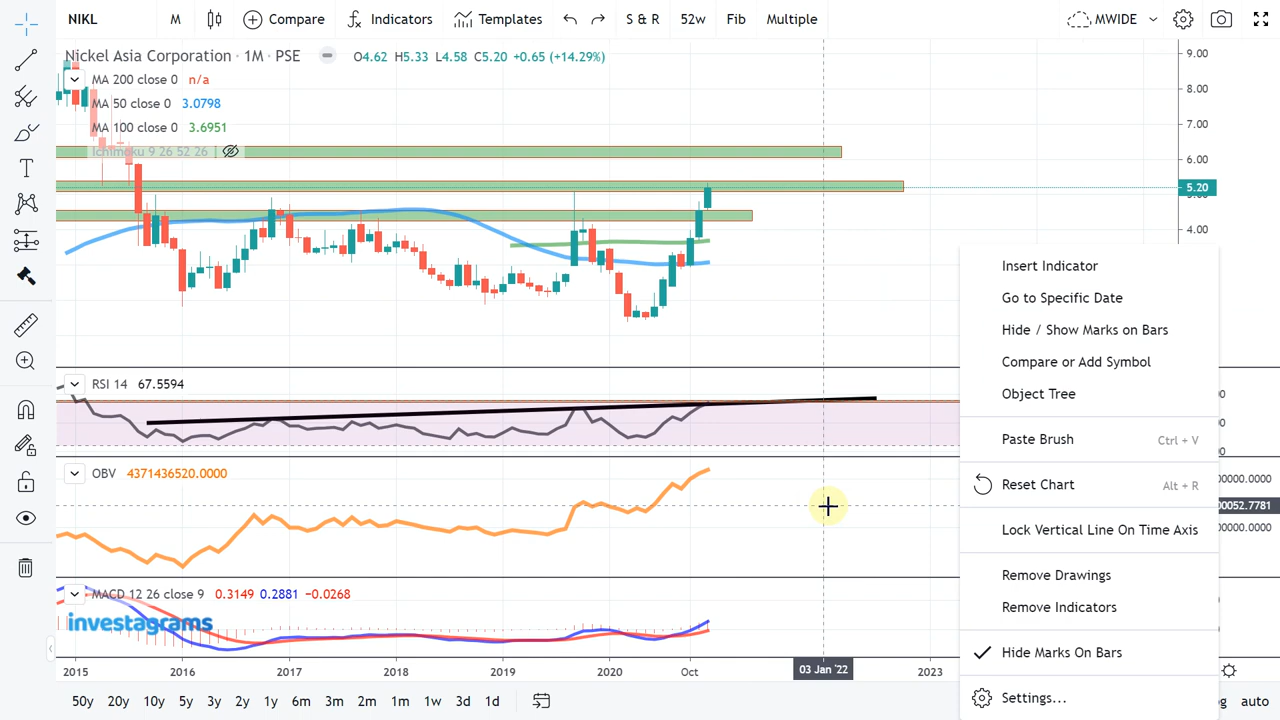 NIKL M Compare Indicators Templates S & R 52w Fib Multiple MWIDE
Nickel Asia Corporation · 1M · PSE O4.62 H5.33 L4.58 C5.20 +0.65 (+14.29%)
MA 200 close 0 n/a
MA 50 close 0 3.0798
MA 100 close 0 3.6951
Ichimoku 9 26 52 26
9.00
8.00
7.00
6.00
5.20
4.00
RSI 14 67.5594
OBV 4371436520.0000
MACD 12 26 close 9 0.3149 0.2881 −0.0268
investagrams
Insert Indicator
Go to Specific Date
Hide / Show Marks on Bars
Compare or Add Symbol
Object Tree
Paste Brush Ctrl + V
Reset Chart Alt + R
Lock Vertical Line On Time Axis
Remove Drawings
Remove Indicators
Hide Marks On Bars
Settings...
00000.0000
00052.7781
00000.0000
2015 2016 2017 2018 2019 2020 Oct 03 Jan '22 2023
50y 20y 10y 5y 3y 2y 1y 6m 3m 2m 1m 1w 3d 1d auto